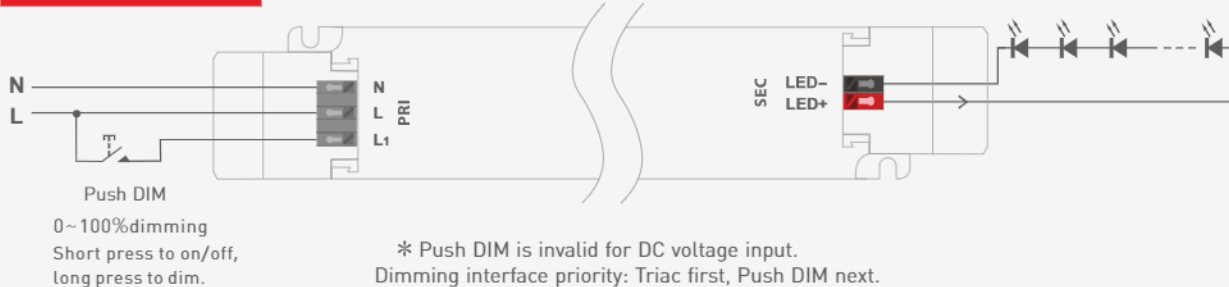 N
L
N
L
L1
PRI
SEC
LED-
LED+
Push DIM
0~100%dimming
Short press to on/off,
long press to dim.
* Push DIM is invalid for DC voltage input.
Dimming interface priority: Triac first, Push DIM next.